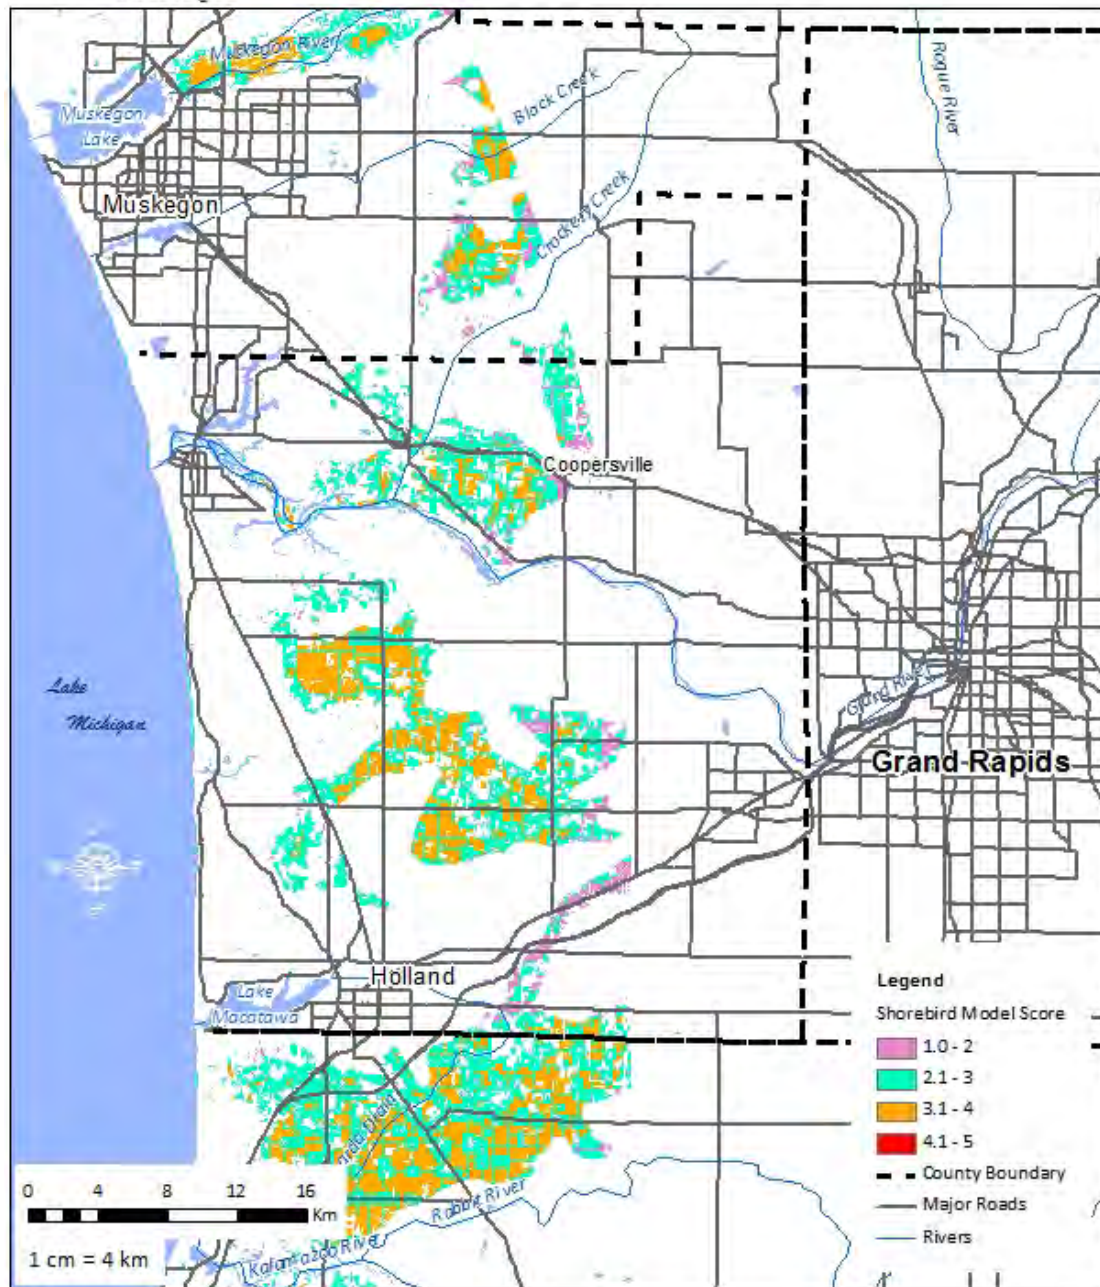 Muskegon River
Muskegon
Lake
Black Creek
Rogue River
Muskegon
Crockery Creek
Coopersville
Lake
Michigan
Grand River
Grand Rapids
Holland
Lake
Macatawa
Rabbit River
Kalamazoo River
0 4 8 12 16
Km
1 cm = 4 km
Legend
Shorebird Model Score
1.0 - 2
2.1 - 3
3.1 - 4
4.1 - 5
County Boundary
Major Roads
Rivers